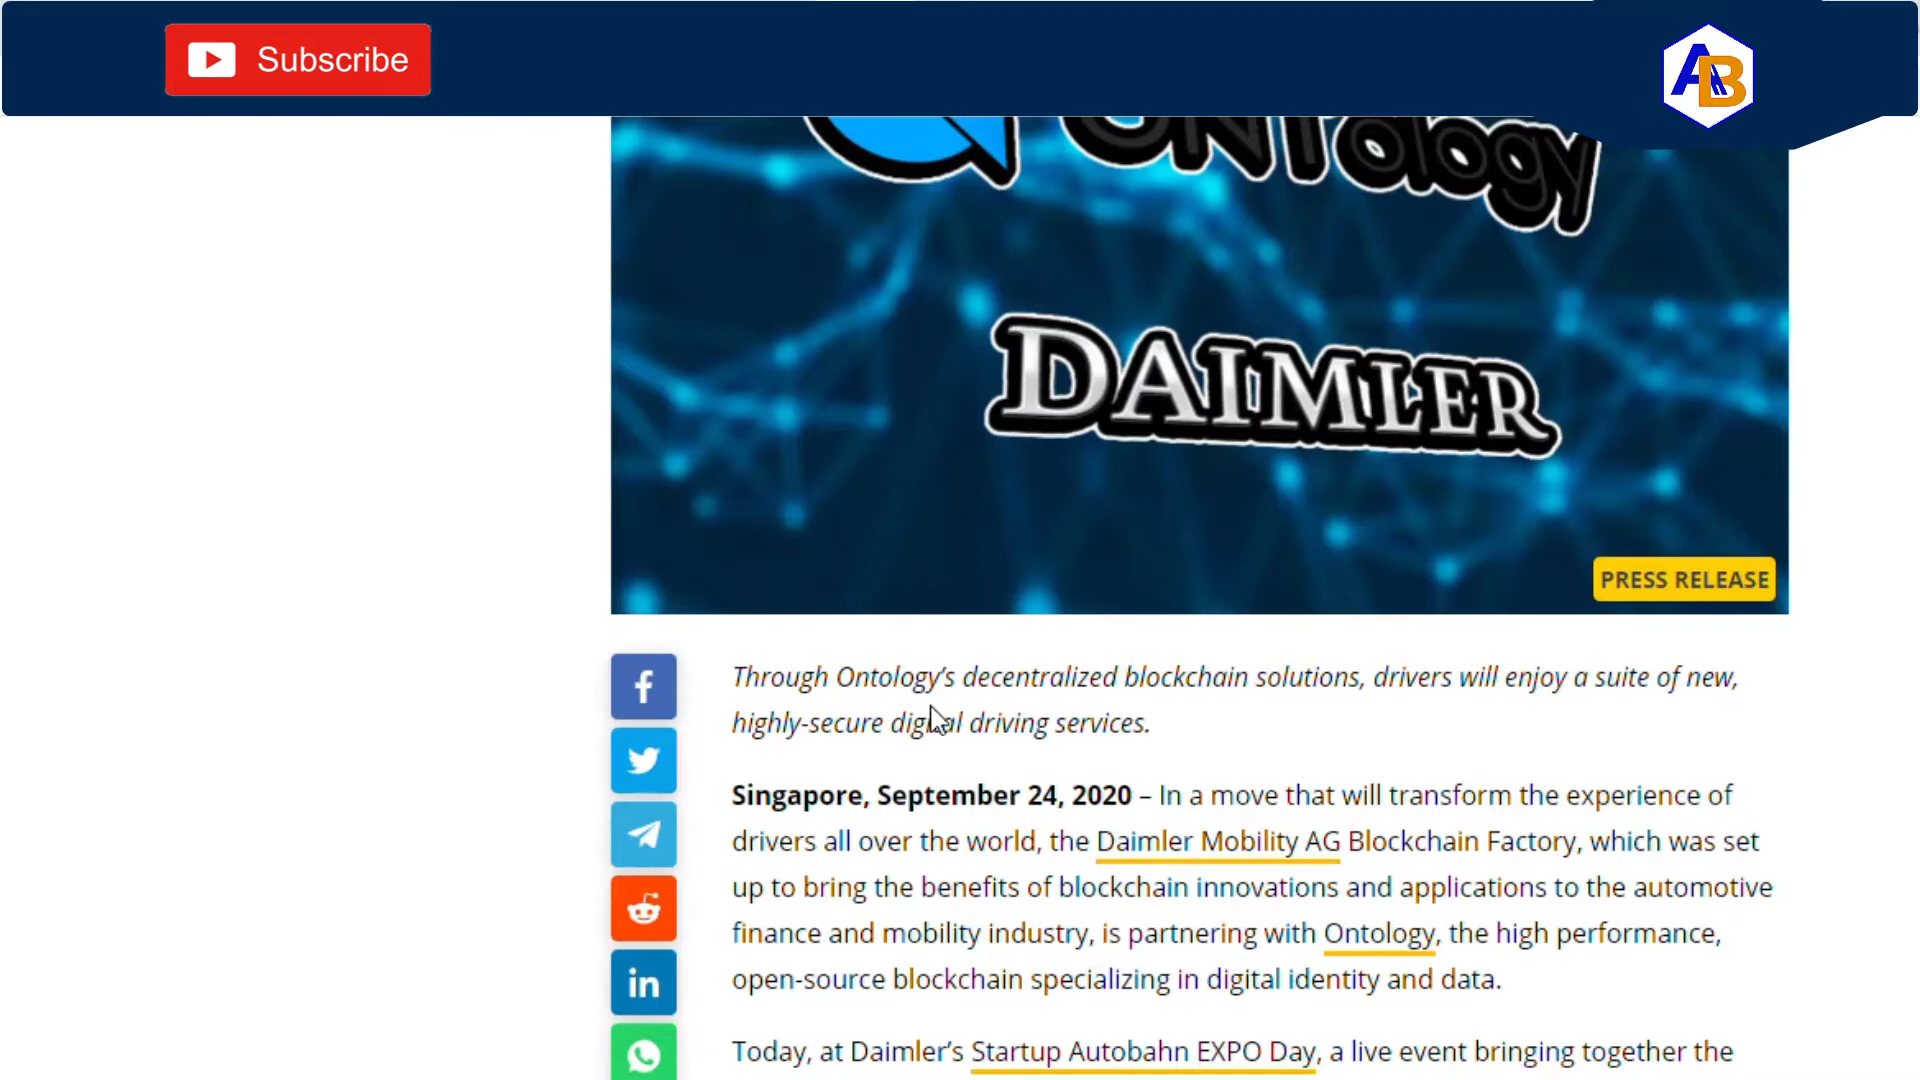 Subscribe
AB
ONTology
DAIMLER
PRESS RELEASE
Through Ontology’s decentralized blockchain solutions, drivers will enjoy a suite of new,
highly-secure digital driving services.
Singapore, September 24, 2020 – In a move that will transform the experience of
drivers all over the world, the Daimler Mobility AG Blockchain Factory, which was set
up to bring the benefits of blockchain innovations and applications to the automotive
finance and mobility industry, is partnering with Ontology, the high performance,
open-source blockchain specializing in digital identity and data.
Today, at Daimler’s Startup Autobahn EXPO Day, a live event bringing together the